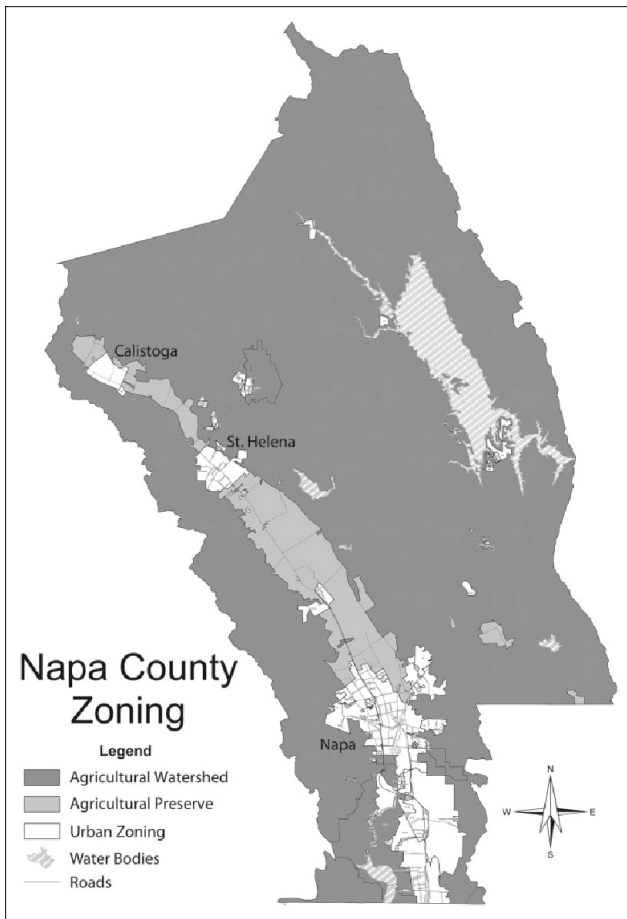 Calistoga
St. Helena
Napa County
Zoning
Legend
Agricultural Watershed
Agricultural Preserve
Urban Zoning
Water Bodies
Roads
Napa
N
W
E
S